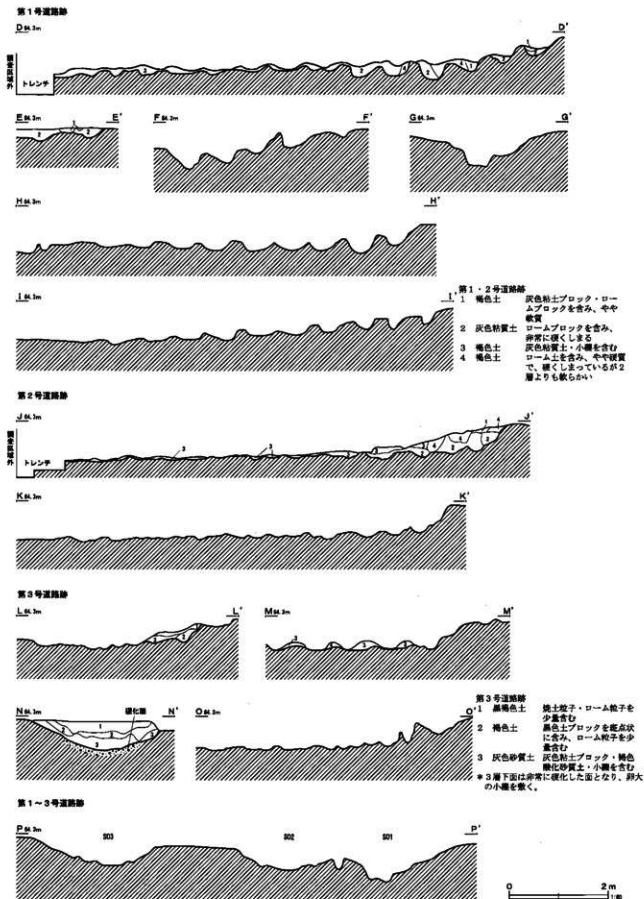 第1号道路跡
D 64.3m D'
調査区域外
トレンチ
E 64.3m E' F 64.3m F' G 64.3m G'
H 64.3m H'
I 64.3m I'
第1・2号道路跡
1 褐色土 灰色粘土ブロック・ロー
ムブロックを含み、やや
軟質
2 灰色粘質土 ロームブロックを含み、
非常に硬くしまる
3 褐色土 灰色粘質土・小礫を含む
4 褐色土 ローム土を含み、やや硬質
で、硬くしまっているが2
層よりも軟らかい
第2号道路跡
J 64.3m J'
調査区域外
トレンチ
K 64.3m K'
第3号道路跡
L 64.3m L' M 64.3m M'
N 64.3m 硬化面 N' O 64.3m O'
第3号道路跡
1 黒褐色土 焼土粒子・ローム粒子を
少量含む
2 褐色土 黒色土ブロックを斑点状
に含み、ローム粒子を少
量含む
3 灰色砂質土 灰色粘土ブロック・褐色
酸化砂質土・小礫を含む
*3層下面は非常に硬化した面となり、卵大
の小礫を敷く。
第1~3号道路跡
P 64.3m S03 S02 S01 P'
0 2m